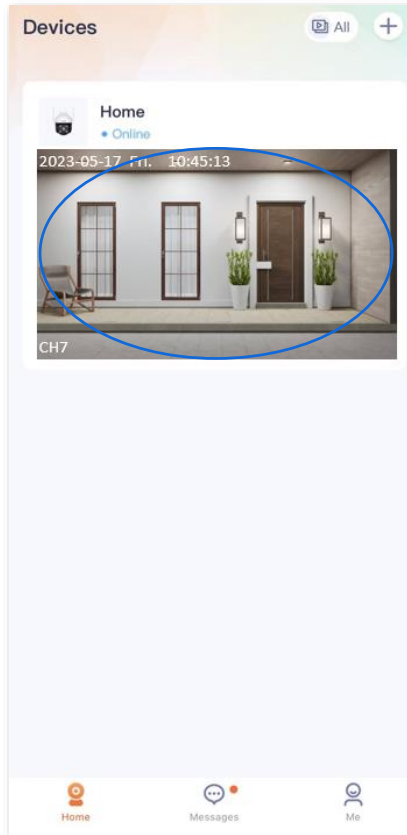 Devices
All
Home
Online
2023-05-17 Fri. 10:45:13
CH7
Home
Messages
Me